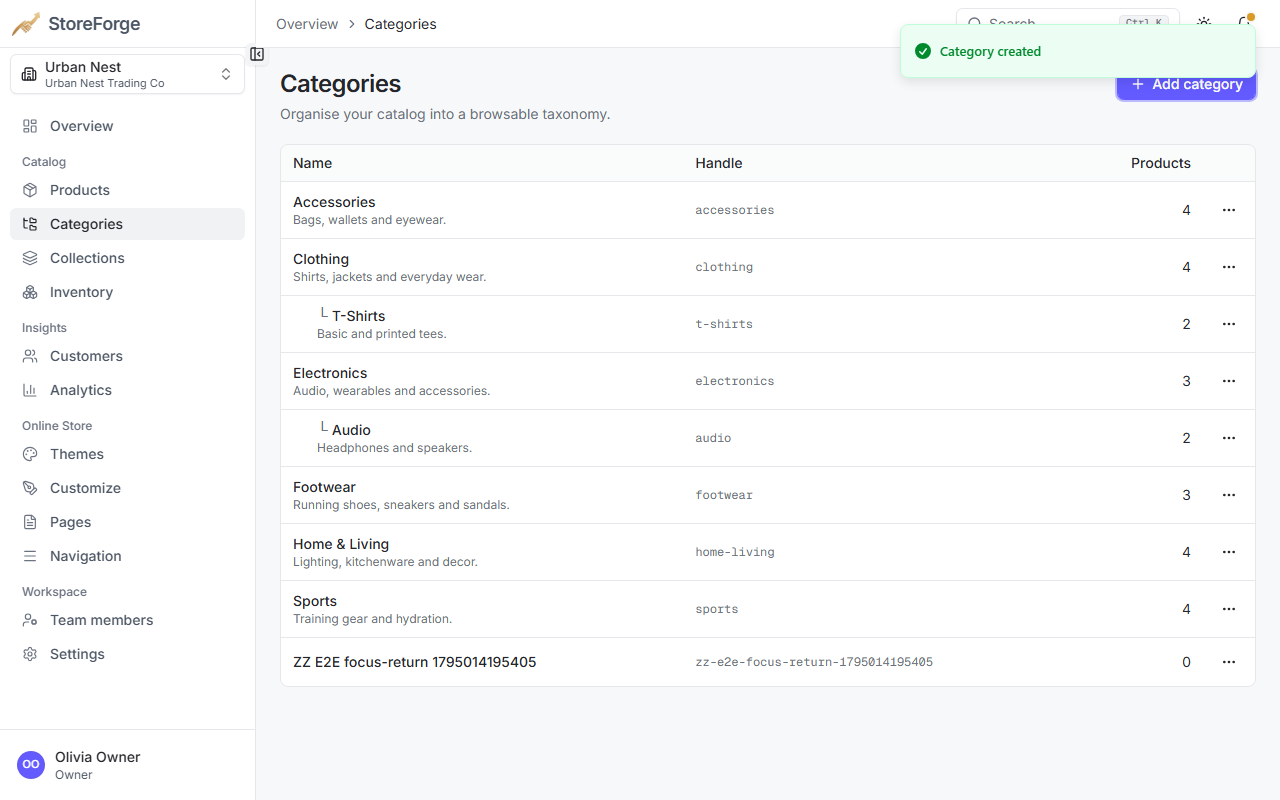 StoreForge
Overview
Categories
Search
Ctrl K
Category created
Urban Nest
Urban Nest Trading Co
Categories
Add category
Organise your catalog into a browsable taxonomy.
Overview
Catalog
Products
Categories
Collections
Inventory
Insights
Customers
Analytics
Online Store
Themes
Customize
Pages
Navigation
Workspace
Team members
Settings
OO
Olivia Owner
Owner
Name Handle Products
Accessories
Bags, wallets and eyewear.
accessories 4
Clothing
Shirts, jackets and everyday wear.
clothing 4
└ T-Shirts
Basic and printed tees.
t-shirts 2
Electronics
Audio, wearables and accessories.
electronics 3
└ Audio
Headphones and speakers.
audio 2
Footwear
Running shoes, sneakers and sandals.
footwear 3
Home & Living
Lighting, kitchenware and decor.
home-living 4
Sports
Training gear and hydration.
sports 4
ZZ E2E focus-return 1795014195405 zz-e2e-focus-return-1795014195405 0